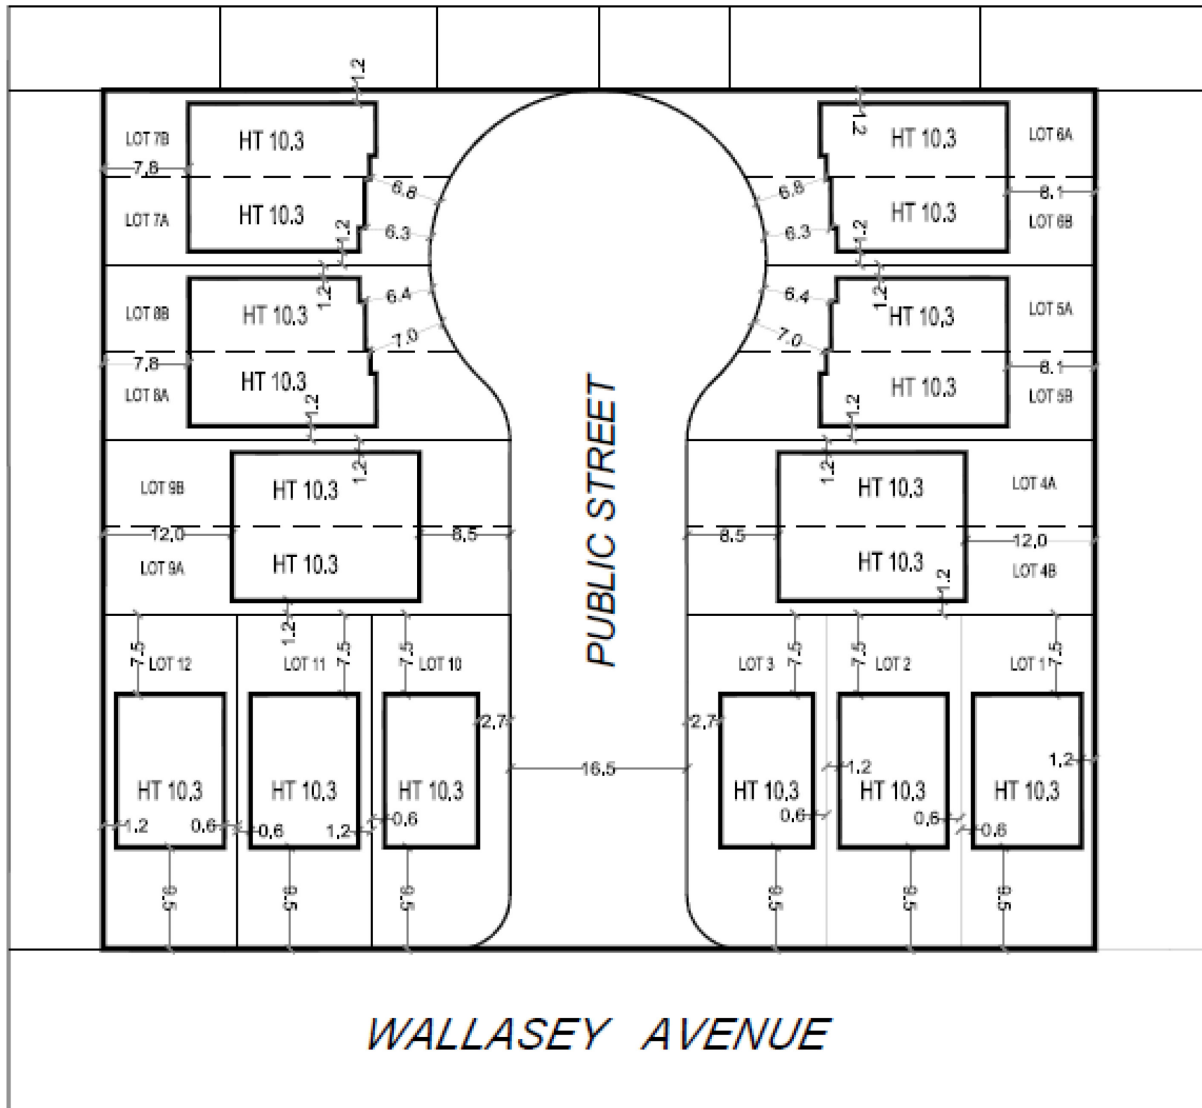 1.2
LOT 7B
HT 10.3
1.2
HT 10.3
LOT 6A
7.8
6.8
6.8
8.1
LOT 7A
HT 10.3
1.2
6.3
6.3
1.2
HT 10.3
LOT 6B
1.2
6.4
6.4
1.2
LOT 8B
HT 10.3
HT 10.3
LOT 5A
7.0
7.0
7.8
8.1
LOT 8A
HT 10.3
1.2
1.2
HT 10.3
LOT 5B
1.2
1.2
LOT 9B
HT 10.3
HT 10.3
LOT 4A
12.0
8.5
PUBLIC STREET
8.5
12.0
LOT 9A
HT 10.3
HT 10.3
1.2
LOT 4B
1.2
7.5
LOT 12
LOT 11
7.5
7.5
LOT 10
LOT 3
7.5
7.5
LOT 2
LOT 1
7.5
2.7
2.7
16.5
1.2
1.2
HT 10.3
HT 10.3
HT 10.3
HT 10.3
HT 10.3
HT 10.3
1.2
0.6
0.6
1.2
0.6
0.6
0.6
0.6
9.5
9.5
9.5
9.5
9.5
9.5
WALLASEY AVENUE